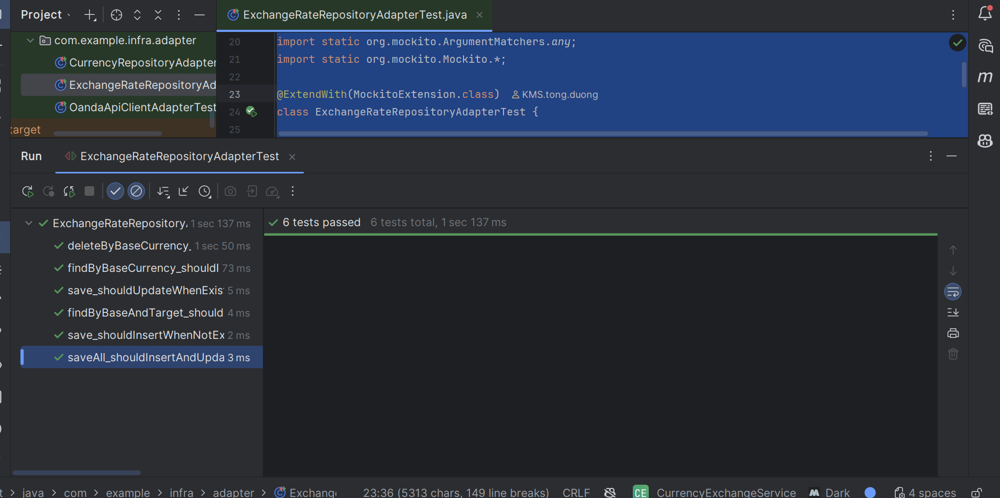 Project
ExchangeRateRepositoryAdapterTest.java
com.example.infra.adapter
CurrencyRepositoryAdapter
ExchangeRateRepositoryAd
OandaApiClientAdapterTest
target
20 import static org.mockito.ArgumentMatchers.any;
21 import static org.mockito.Mockito.*;
22
23 @ExtendWith(MockitoExtension.class) KMS.tong.duong
24 class ExchangeRateRepositoryAdapterTest {
25
m
Run ExchangeRateRepositoryAdapterTest
ExchangeRateRepository 1 sec 137 ms
6 tests passed 6 tests total, 1 sec 137 ms
deleteByBaseCurrency_ 1 sec 50 ms
findByBaseCurrency_should 73 ms
save_shouldUpdateWhenExis 5 ms
findByBaseAndTarget_should 4 ms
save_shouldInsertWhenNotEx 2 ms
saveAll_shouldInsertAndUpda 3 ms
t > java > com > example > infra > adapter > Exchang 23:36 (5313 chars, 149 line breaks) CRLF CE CurrencyExchangeService M Dark 4 spaces